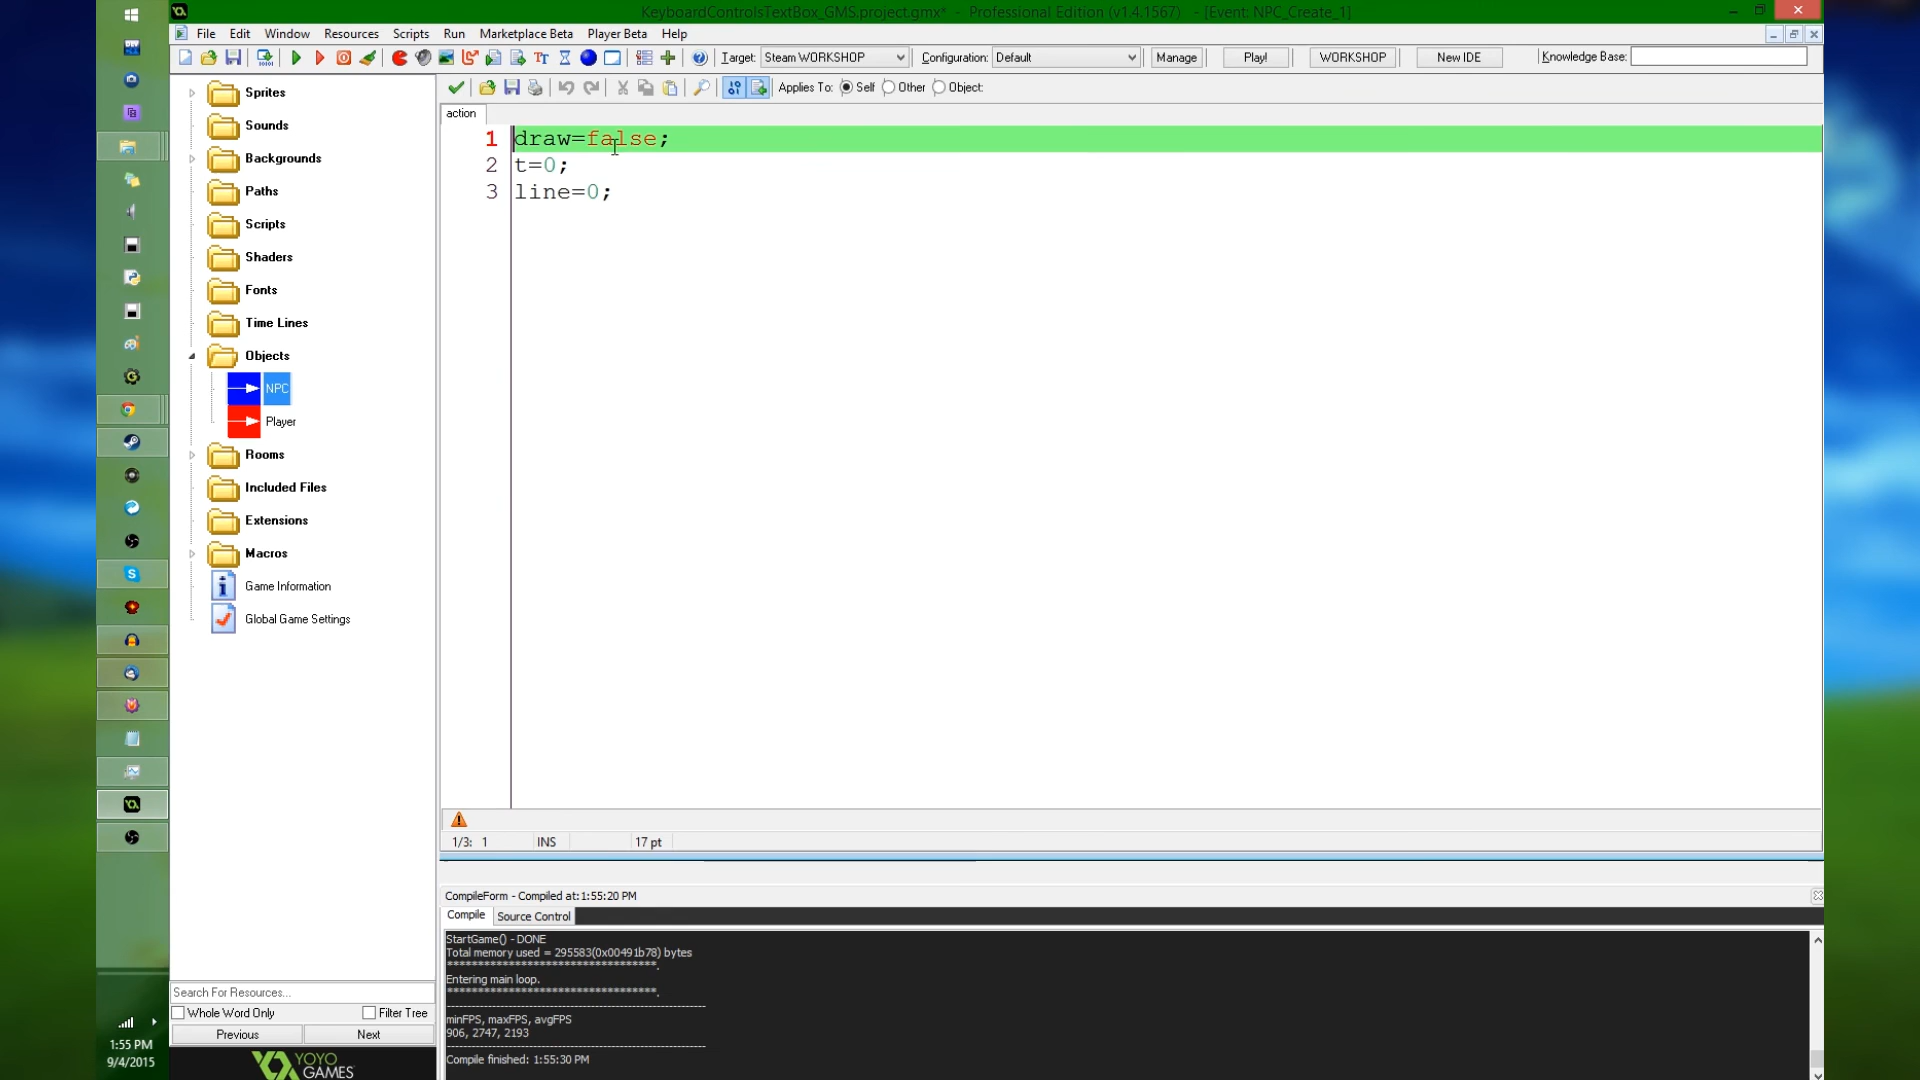 KeyboardControlsTextBox_GMS.project.gmx* - Professional Edition (v1.4.1567) - [Event: NPC_Create_1]
File Edit Window Resources Scripts Run Marketplace Beta Player Beta Help
Target: Steam WORKSHOP Configuration: Default Manage Play! WORKSHOP New IDE Knowledge Base:
Applies To: Self Other Object:
action
1 draw=false;
2 t=0;
3 line=0;
Sprites
Sounds
Backgrounds
Paths
Scripts
Shaders
Fonts
Time Lines
Objects
NPC
Player
Rooms
Included Files
Extensions
Macros
Game Information
Global Game Settings
1/3: 1 INS 17 pt
CompileForm - Compiled at:1:55:20 PM
Compile Source Control
StartGame() - DONE
Total memory used = 295583(0x00491b78) bytes
***********************************.
Entering main loop.
***********************************.
minFPS, maxFPS, avgFPS
906, 2747, 2193
Compile finished: 1:55:30 PM
Search For Resources...
Whole Word Only Filter Tree
Previous Next
YOYO
GAMES
1:55 PM
9/4/2015